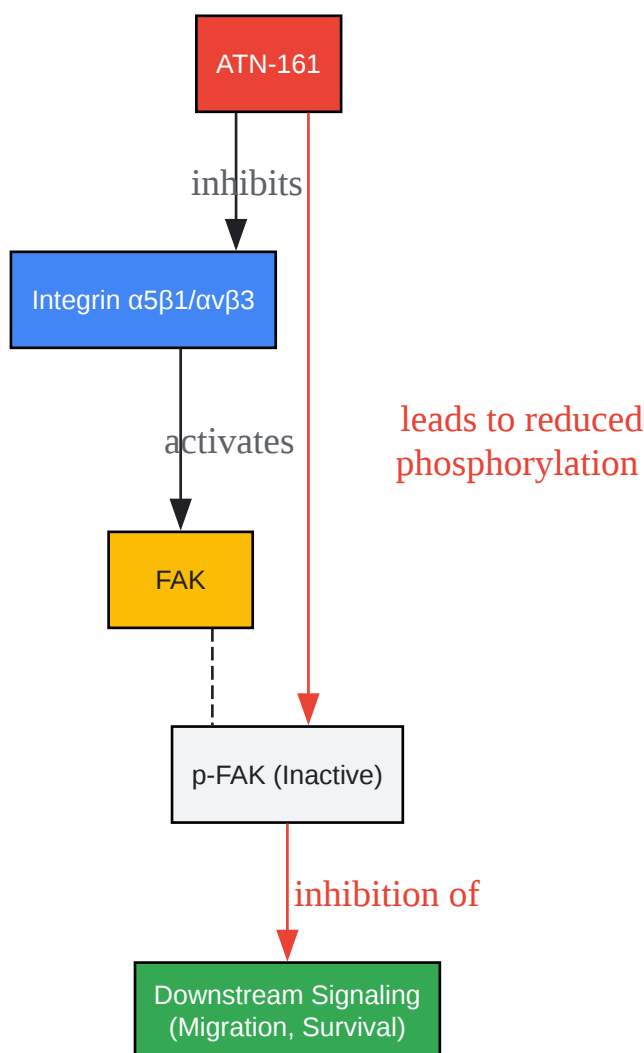 ATN-161
inhibits
Integrin α5β1/αvβ3
leads to reduced
phosphorylation
activates
FAK
p-FAK (Inactive)
inhibition of
Downstream Signaling
(Migration, Survival)